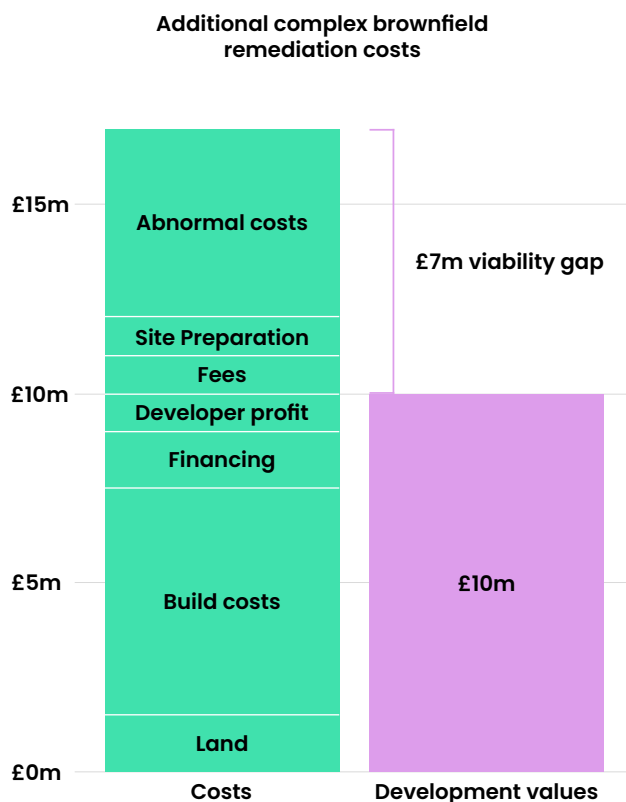 Additional complex brownfield
remediation costs
£15m
Abnormal costs
£7m viability gap
Site Preparation
Fees
£10m
Developer profit
Financing
£5m
£10m
Build costs
Land
£0m
Costs
Development values